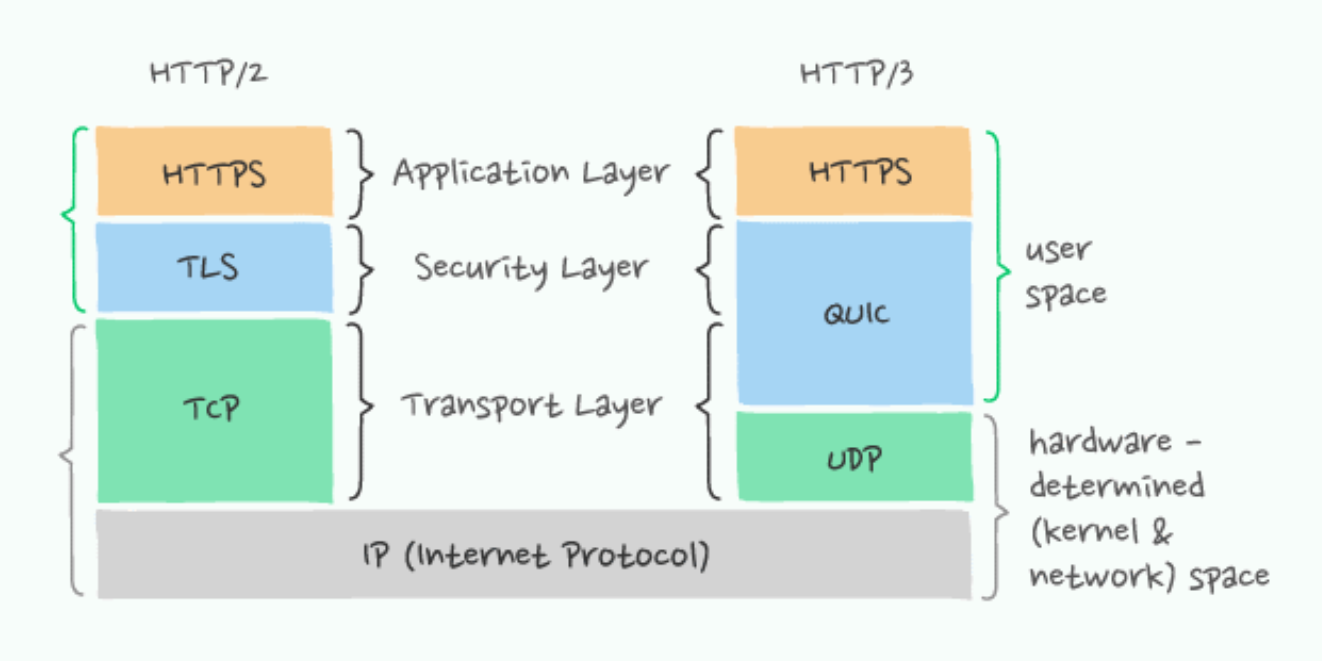 HTTP/2
HTTP/3
HTTPS
Application Layer
HTTPS
TLS
Security Layer
user
space
QUIC
TCP
Transport Layer
UDP
hardware -
determined
(kernel &
network) space
IP (Internet Protocol)